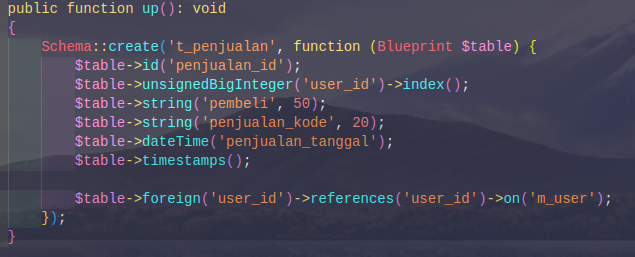 public function up(): void
{
    Schema::create('t_penjualan', function (Blueprint $table) {
        $table->id('penjualan_id');
        $table->unsignedBigInteger('user_id')->index();
        $table->string('pembeli', 50);
        $table->string('penjualan_kode', 20);
        $table->dateTime('penjualan_tanggal');
        $table->timestamps();

        $table->foreign('user_id')->references('user_id')->on('m_user');
    });
}